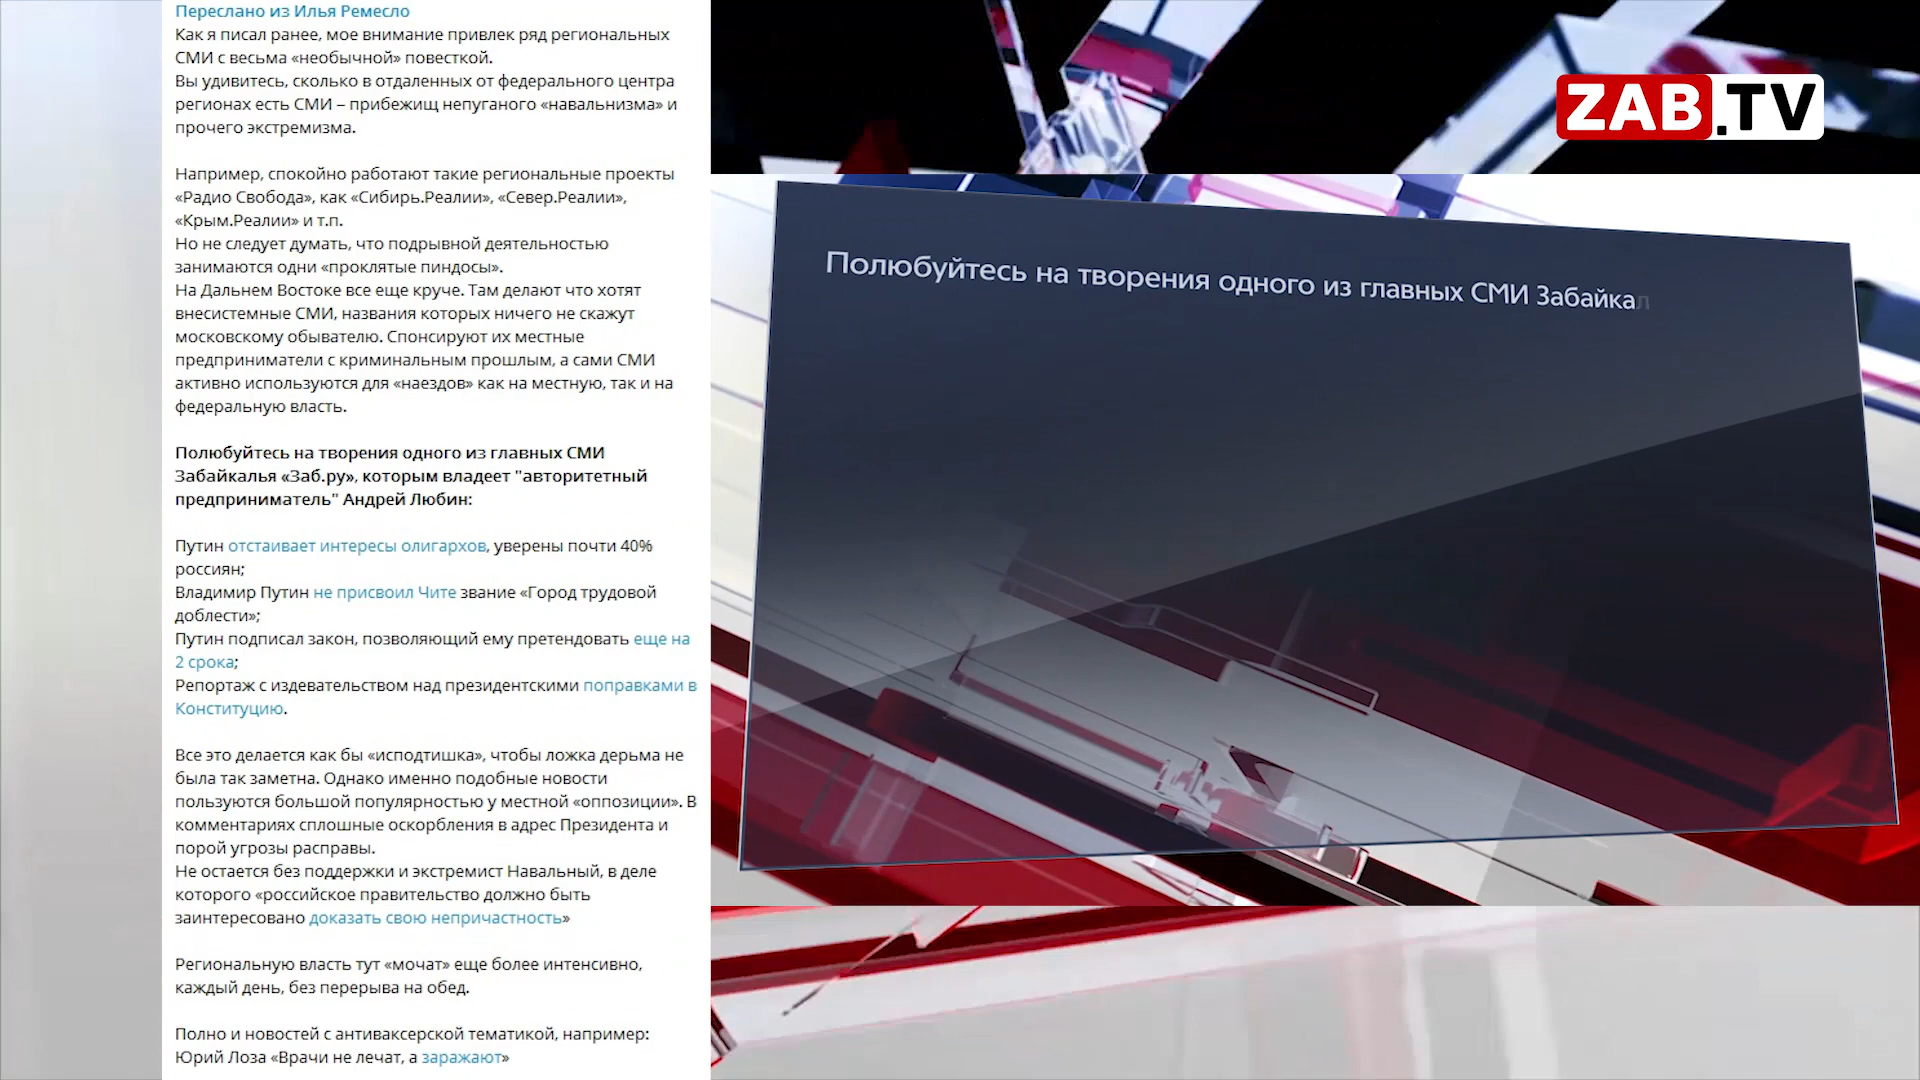 Переслано из Илья Ремесло
Как я писал ранее, мое внимание привлек ряд региональных
СМИ с весьма «необычной» повесткой.
Вы удивитесь, сколько в отдаленных от федерального центра
регионах есть СМИ – прибежищ непуганого «навальнизма» и
прочего экстремизма.
Например, спокойно работают такие региональные проекты
«Радио Свобода», как «Сибирь.Реалии», «Север.Реалии»,
«Крым.Реалии» и т.п.
Но не следует думать, что подрывной деятельностью
занимаются одни «проклятые пиндосы».
На Дальнем Востоке все еще круче. Там делают что хотят
внесистемные СМИ, названия которых ничего не скажут
московскому обывателю. Спонсируют их местные
предприниматели с криминальным прошлым, а сами СМИ
активно используются для «наездов» как на местную, так и на
федеральную власть.
Полюбуйтесь на творения одного из главных СМИ
Забайкалья «Заб.ру», которым владеет "авторитетный
предприниматель" Андрей Любин:
Путин отстаивает интересы олигархов, уверены почти 40%
россиян;
Владимир Путин не присвоил Чите звание «Город трудовой
доблести»;
Путин подписал закон, позволяющий ему претендовать еще на
2 срока;
Репортаж с издевательством над президентскими поправками в
Конституцию.
Все это делается как бы «исподтишка», чтобы ложка дерьма не
была так заметна. Однако именно подобные новости
пользуются большой популярностью у местной «оппозиции». В
комментариях сплошные оскорбления в адрес Президента и
порой угрозы расправы.
Не остается без поддержки и экстремист Навальный, в деле
которого «российское правительство должно быть
заинтересовано доказать свою непричастность»
Региональную власть тут «мочат» еще более интенсивно,
каждый день, без перерыва на обед.
Полно и новостей с антиваксерской тематикой, например:
Юрий Лоза «Врачи не лечат, а заражают»
ZAB.TV
Полюбуйтесь на творения одного из главных СМИ Забайкал